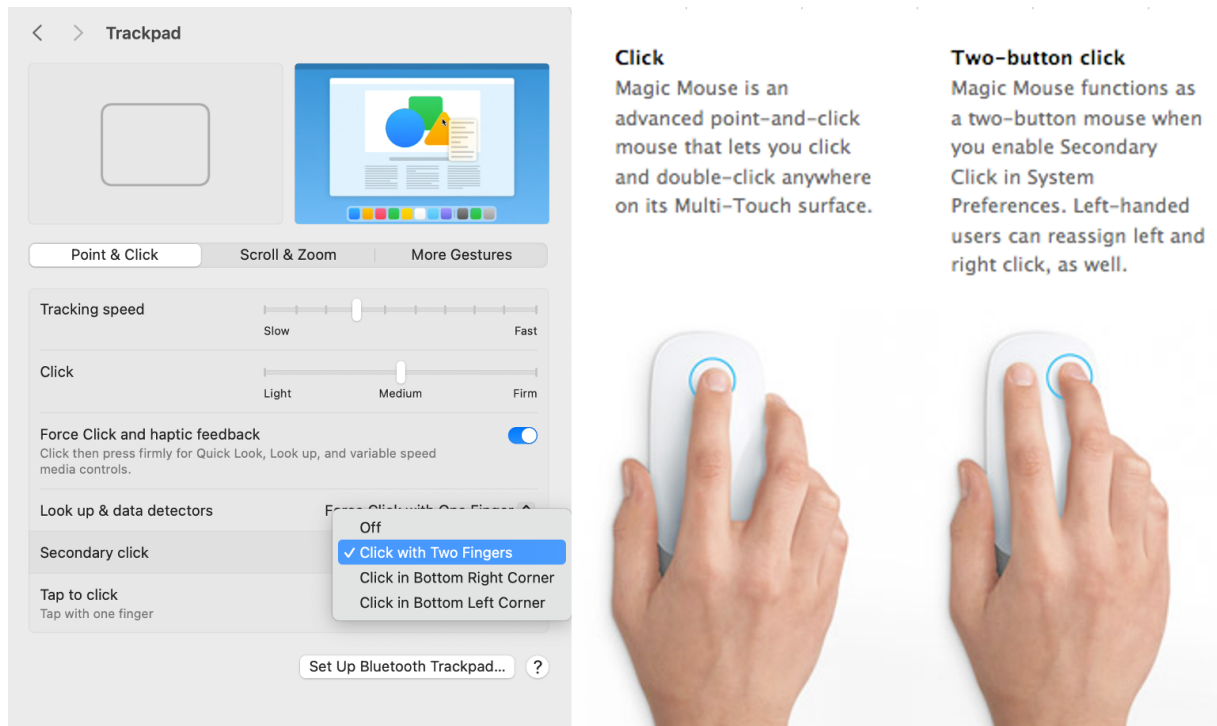 Trackpad
Point & Click
Scroll & Zoom
More Gestures
Tracking speed
Slow
Fast
Click
Light
Medium
Firm
Force Click and haptic feedback
Click then press firmly for Quick Look, Look up, and variable speed
media controls.
Look up & data detectors
Force Click with One Finger
Secondary click
Off
✓ Click with Two Fingers
Click in Bottom Right Corner
Click in Bottom Left Corner
Tap to click
Tap with one finger
Set Up Bluetooth Trackpad...
?
Click
Magic Mouse is an
advanced point-and-click
mouse that lets you click
and double-click anywhere
on its Multi-Touch surface.
Two-button click
Magic Mouse functions as
a two-button mouse when
you enable Secondary
Click in System
Preferences. Left-handed
users can reassign left and
right click, as well.